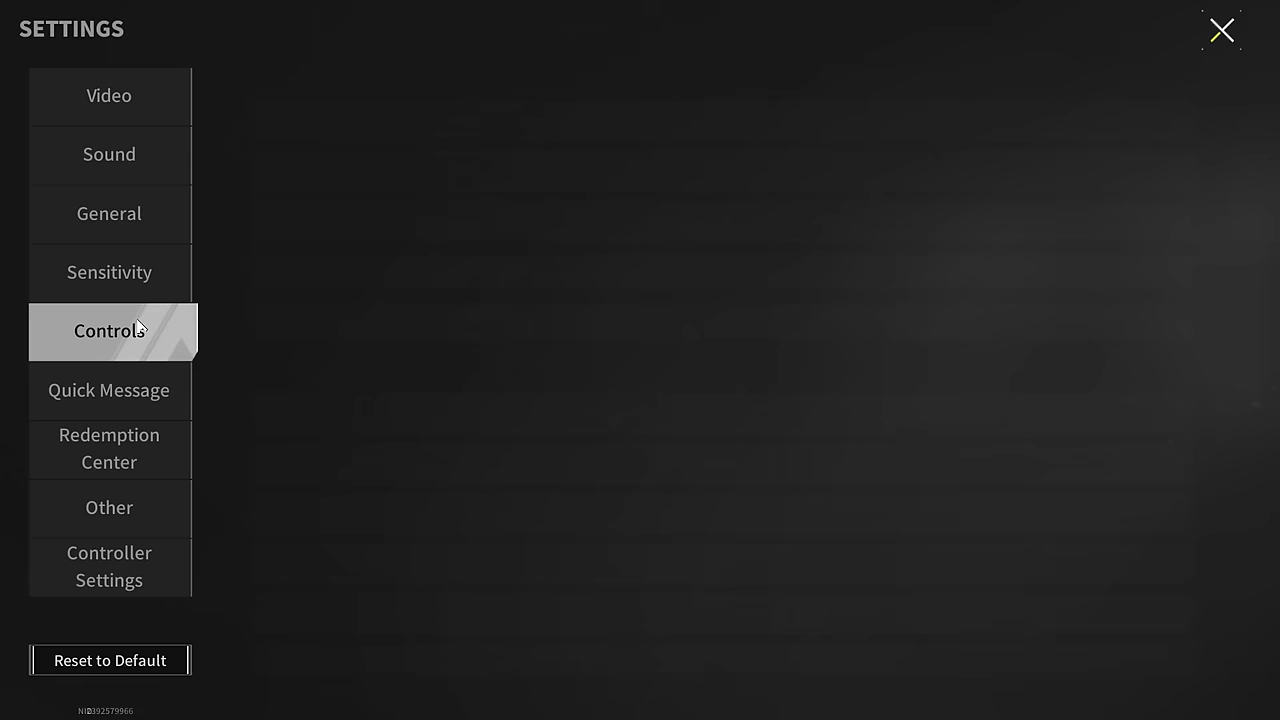 SETTINGS
Video
Sound
General
Sensitivity
Controls
Quick Message
Redemption
Center
Other
Controller
Settings
Reset to Default